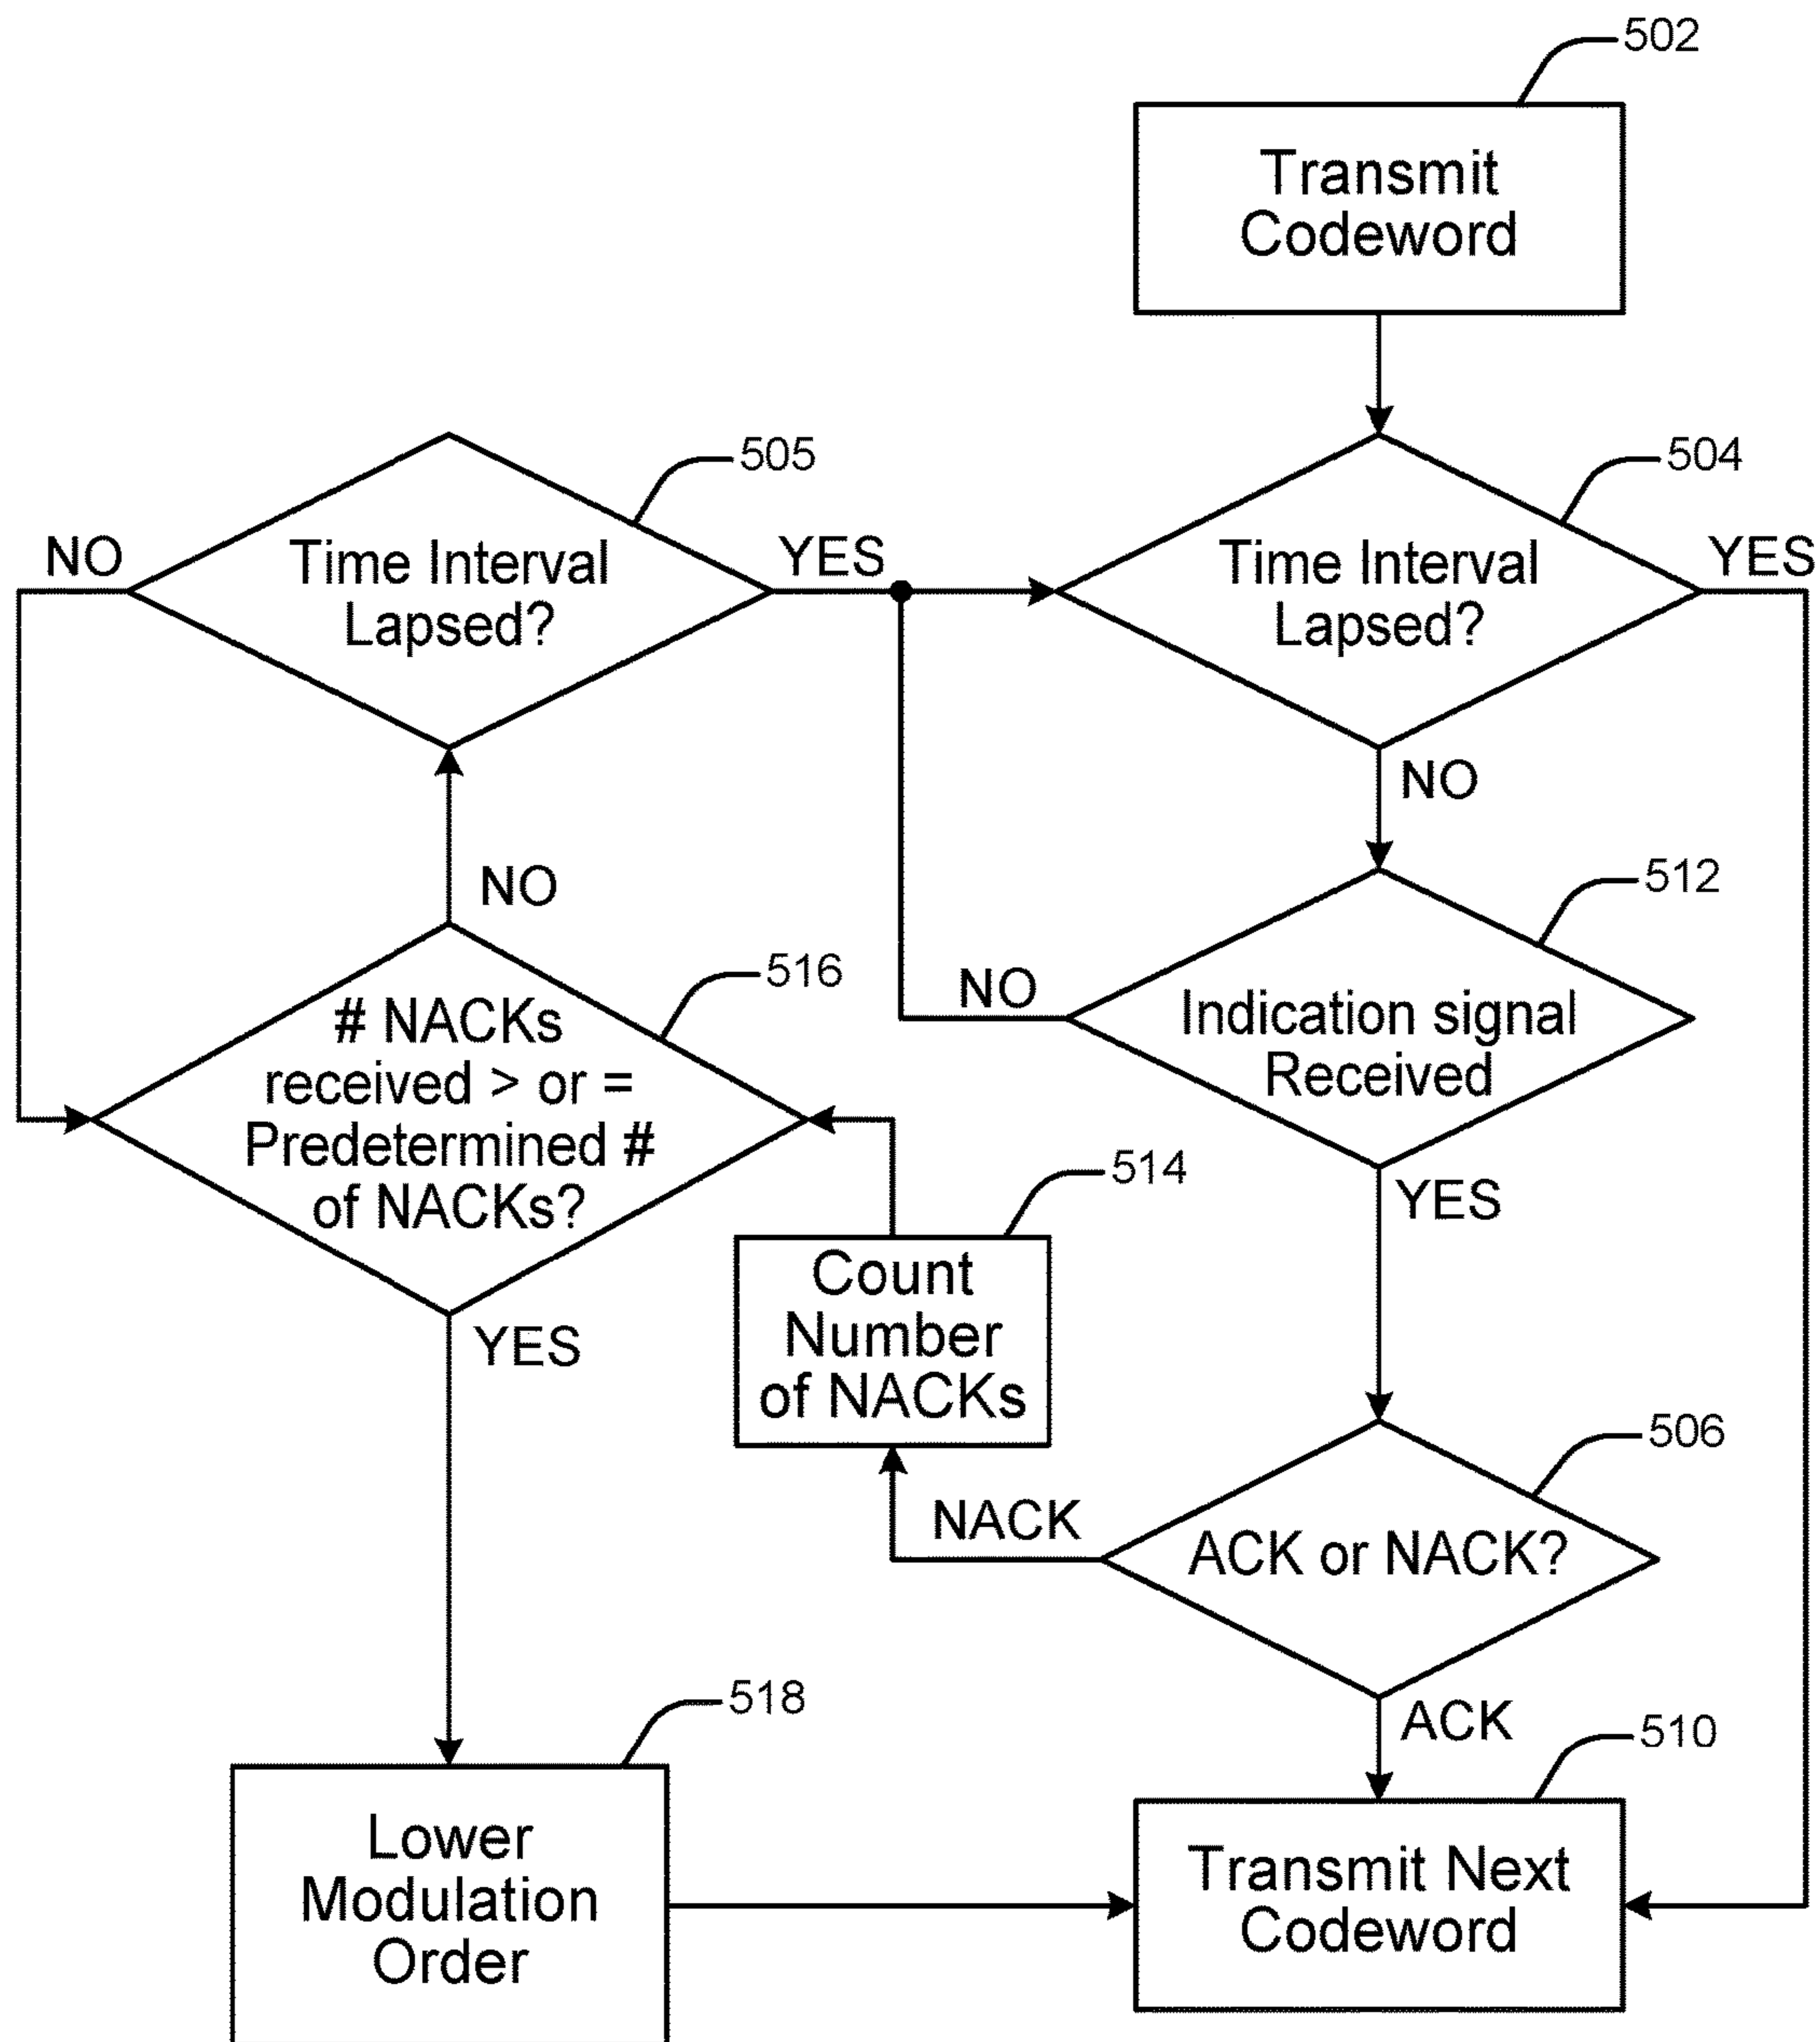 502
Transmit
Codeword
505
504
NO
Time Interval
Lapsed?
YES
Time Interval
Lapsed?
YES
NO
NO
512
516
NO
Indication signal
Received
# NACKs
received > or =
Predetermined #
of NACKs?
514
YES
YES
Count
Number
of NACKs
506
NACK
ACK or NACK?
518
ACK
510
Lower
Modulation
Order
Transmit Next
Codeword